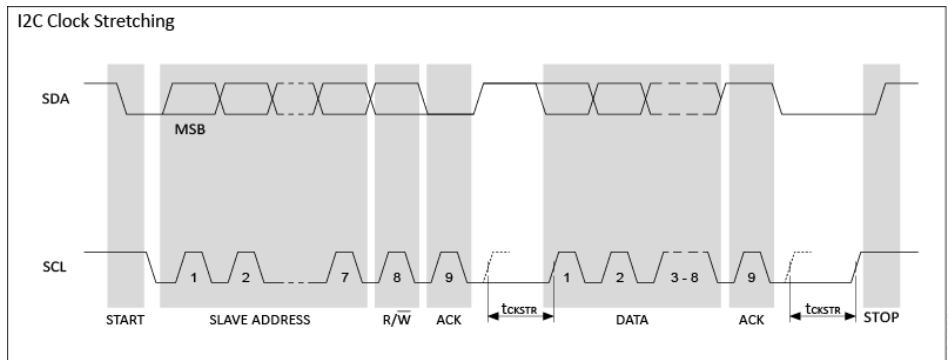 I2C Clock Stretching
SDA
MSB
SCL
1 2 7 8 9 1 2 3 - 8 9
tCKSTR tCKSTR
START SLAVE ADDRESS R/W̅ ACK DATA ACK STOP